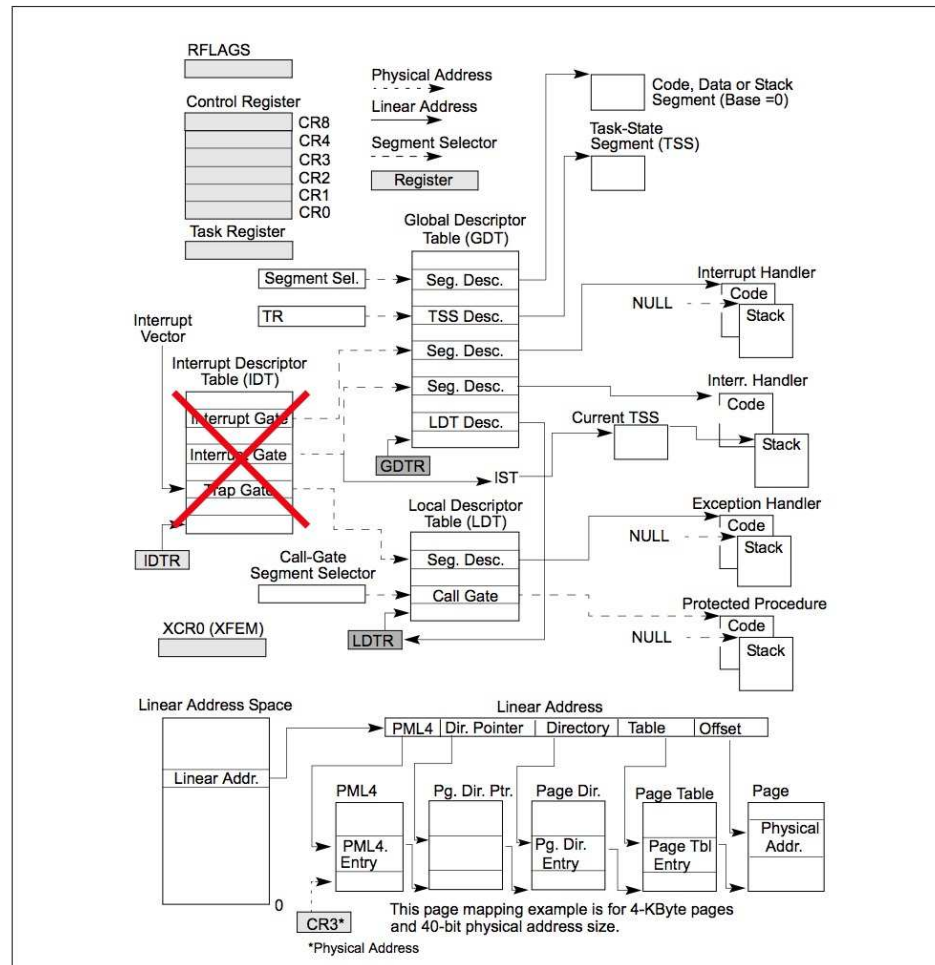 RFLAGS
Control Register
CR8
CR4
CR3
CR2
CR1
CR0
Task Register
Physical Address
Linear Address
Segment Selector
Register
Code, Data or Stack
Segment (Base =0)
Task-State
Segment (TSS)
Global Descriptor
Table (GDT)
Segment Sel.
Seg. Desc.
TR
TSS Desc.
Seg. Desc.
Seg. Desc.
LDT Desc.
GDTR
Interrupt Handler
Code
NULL
Stack
Interrupt
Vector
Interrupt Descriptor
Table (IDT)
Interrupt Gate
Interrupt Gate
Trap Gate
IDTR
Interr. Handler
Code
Current TSS
Stack
IST
Local Descriptor
Table (LDT)
Seg. Desc.
Call Gate
Call-Gate
Segment Selector
LDTR
Exception Handler
Code
NULL
Stack
Protected Procedure
Code
NULL
Stack
XCR0 (XFEM)
Linear Address Space
Linear Addr.
0
Linear Address
PML4 Dir. Pointer Directory Table Offset
PML4
PML4.
Entry
Pg. Dir. Ptr.
Page Dir.
Pg. Dir.
Entry
Page Table
Page Tbl
Entry
Page
Physical
Addr.
CR3*
*Physical Address
This page mapping example is for 4-KByte pages
and 40-bit physical address size.